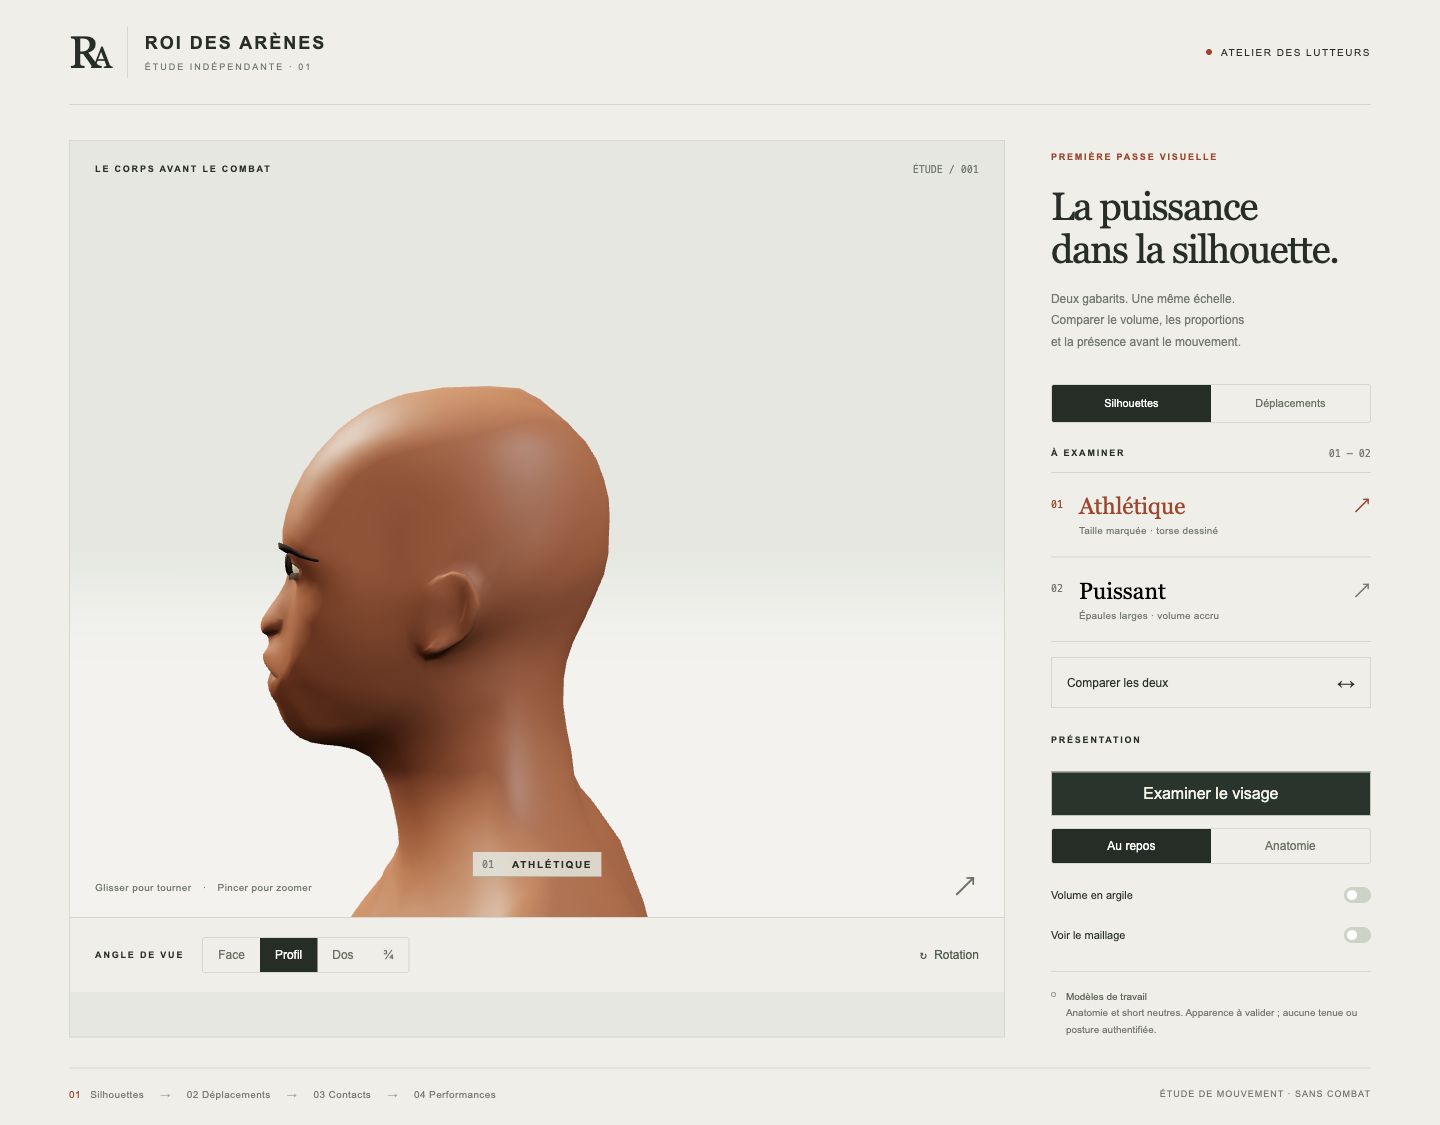 RA
ROI DES ARÈNES
ÉTUDE INDÉPENDANTE · 01
ATELIER DES LUTTEURS
LE CORPS AVANT LE COMBAT
ÉTUDE / 001
01 ATHLÉTIQUE
Glisser pour tourner · Pincer pour zoomer
ANGLE DE VUE
Face
Profil
Dos
¾
↻ Rotation
PREMIÈRE PASSE VISUELLE
La puissance
dans la silhouette.
Deux gabarits. Une même échelle.
Comparer le volume, les proportions
et la présence avant le mouvement.
Silhouettes
Déplacements
À EXAMINER
01 — 02
01 Athlétique ↗
Taille marquée · torse dessiné
02 Puissant ↗
Épaules larges · volume accru
Comparer les deux ↔
PRÉSENTATION
Examiner le visage
Au repos
Anatomie
Volume en argile
Voir le maillage
Modèles de travail
Anatomie et short neutres. Apparence à valider ; aucune tenue ou
posture authentifiée.
01 Silhouettes → 02 Déplacements → 03 Contacts → 04 Performances
ÉTUDE DE MOUVEMENT · SANS COMBAT